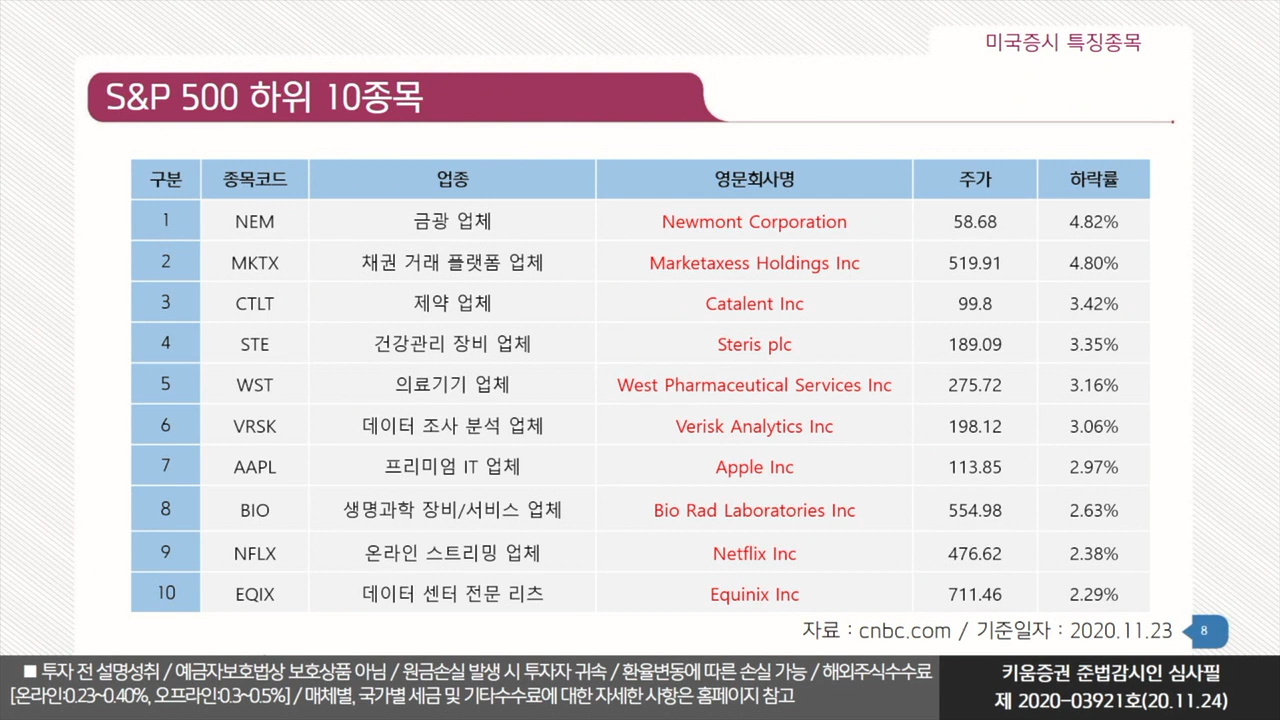 미국증시 특징종목
S&P 500 하위 10종목
구분 종목코드 업종 영문회사명 주가 하락률
1 NEM 금광 업체 Newmont Corporation 58.68 4.82%
2 MKTX 채권 거래 플랫폼 업체 Marketaxess Holdings Inc 519.91 4.80%
3 CTLT 제약 업체 Catalent Inc 99.8 3.42%
4 STE 건강관리 장비 업체 Steris plc 189.09 3.35%
5 WST 의료기기 업체 West Pharmaceutical Services Inc 275.72 3.16%
6 VRSK 데이터 조사 분석 업체 Verisk Analytics Inc 198.12 3.06%
7 AAPL 프리미엄 IT 업체 Apple Inc 113.85 2.97%
8 BIO 생명과학 장비/서비스 업체 Bio Rad Laboratories Inc 554.98 2.63%
9 NFLX 온라인 스트리밍 업체 Netflix Inc 476.62 2.38%
10 EQIX 데이터 센터 전문 리츠 Equinix Inc 711.46 2.29%
자료 : cnbc.com / 기준일자 : 2020.11.23
8
■ 투자 전 설명성취 / 예금자보호법상 보호상품 아님 / 원금손실 발생 시 투자자 귀속 / 환율변동에 따른 손실 가능 / 해외주식수수료
[온라인:0.23~0.40%, 오프라인:0.3~0.5%] / 매체별, 국가별 세금 및 기타수수료에 대한 자세한 사항은 홈페이지 참고
키움증권 준법감시인 심사필
제 2020-03921호(20.11.24)